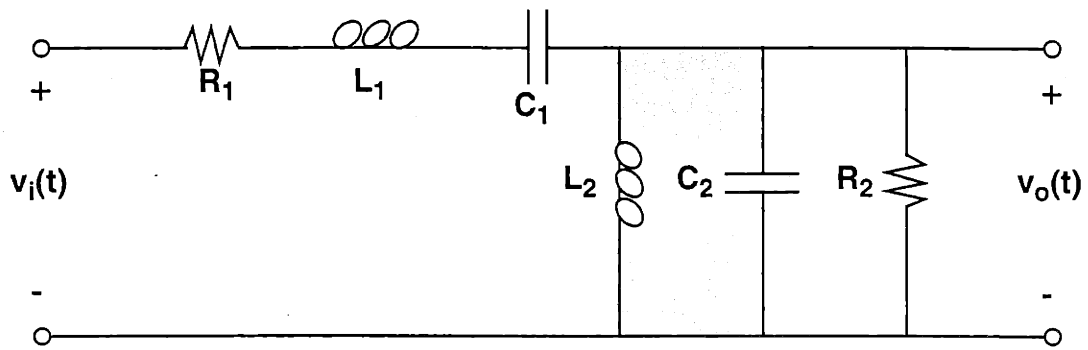 R₁ L₁ C₁
+ +
vᵢ(t) L₂ C₂ R₂ vₒ(t)
- -